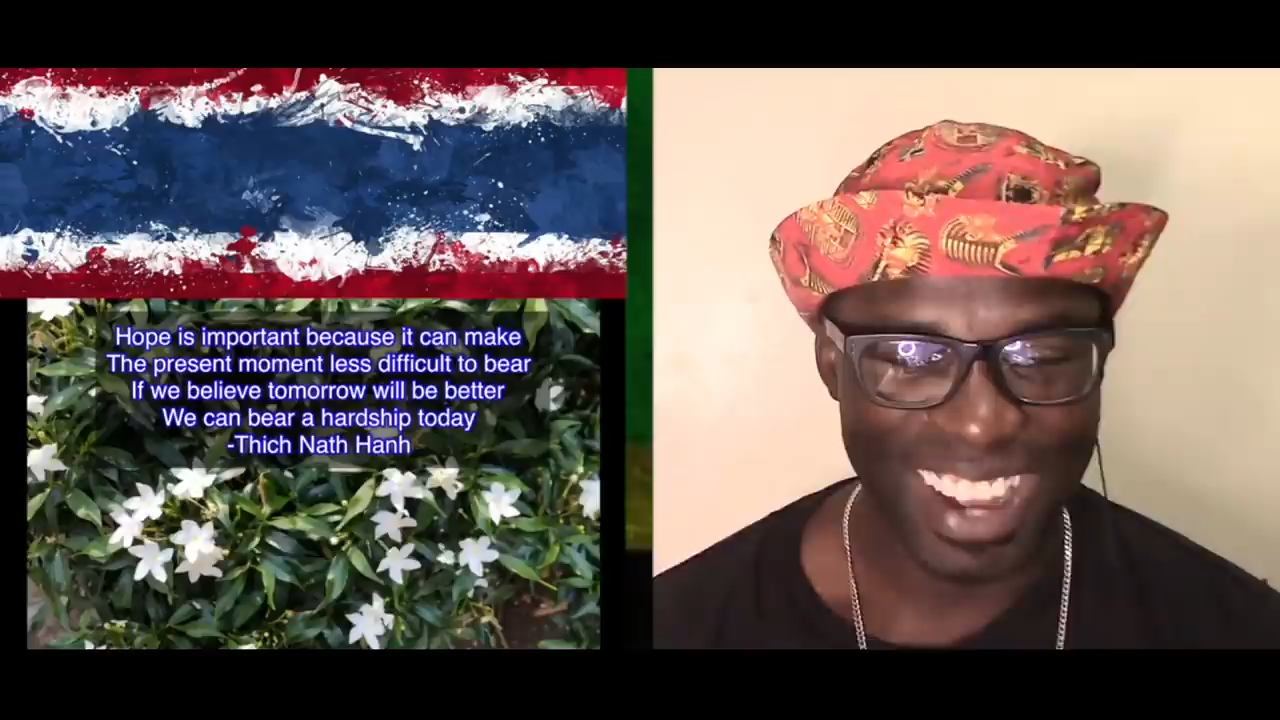 Hope is important because it can make
The present moment less difficult to bear
If we believe tomorrow will be better
We can bear a hardship today
-Thich Nath Hanh